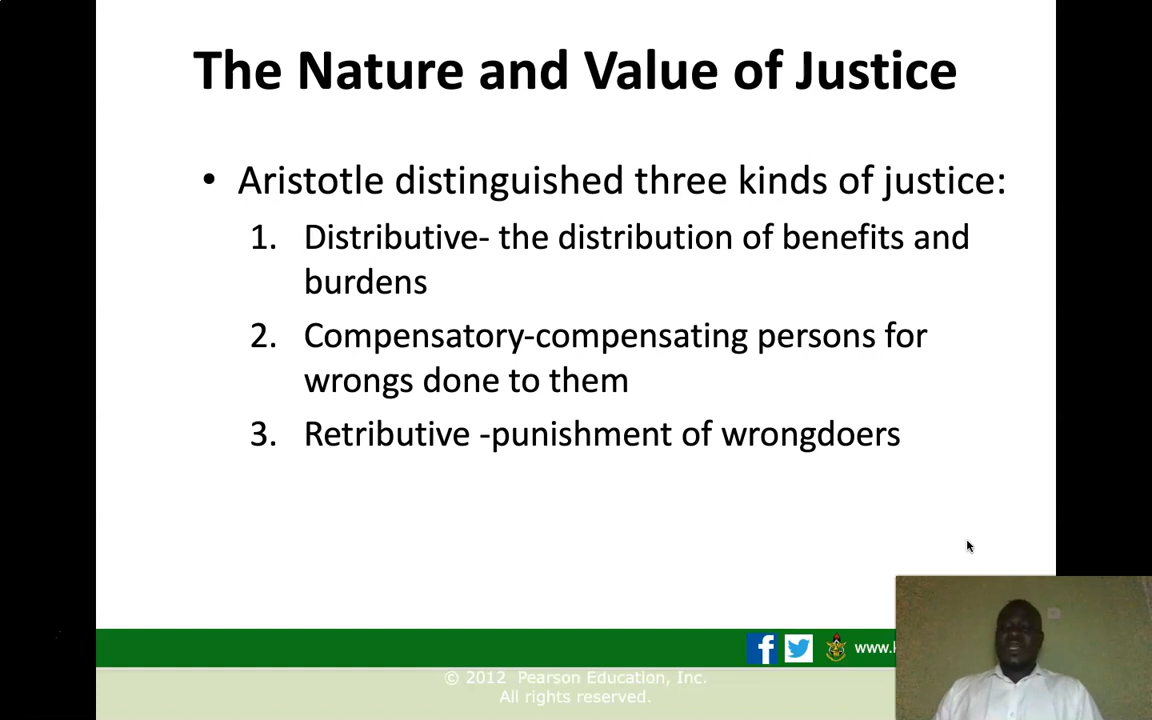 The Nature and Value of Justice
• Aristotle distinguished three kinds of justice:
1. Distributive- the distribution of benefits and
burdens
2. Compensatory-compensating persons for
wrongs done to them
3. Retributive -punishment of wrongdoers
www.
© 2012 Pearson Education, Inc.
All rights reserved.